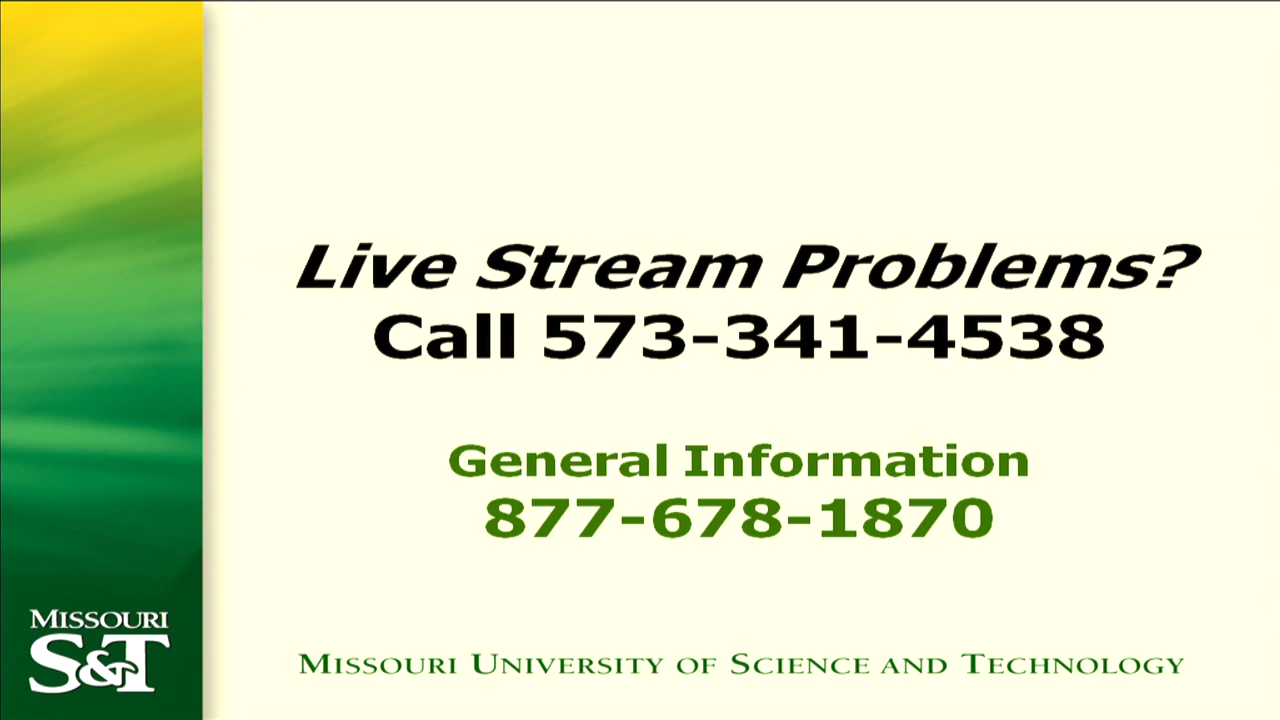 Live Stream Problems?
Call 573-341-4538
General Information
877-678-1870
MISSOURI
S&T
MISSOURI UNIVERSITY OF SCIENCE AND TECHNOLOGY